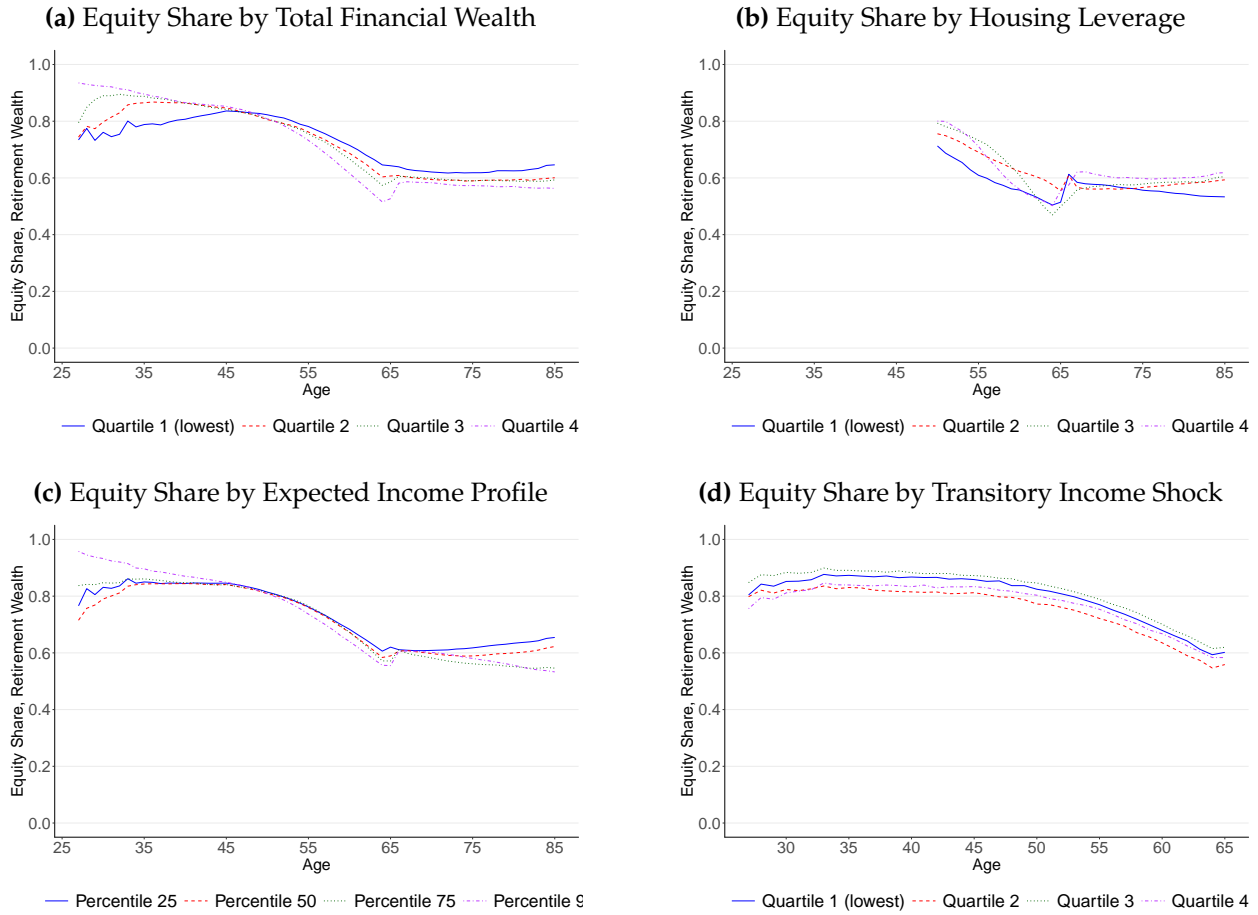 (a) Equity Share by Total Financial Wealth
Equity Share, Retirement Wealth
1.0
0.8
0.6
0.4
0.2
0.0
25 35 45 55 65 75 85
Age
Quartile 1 (lowest) Quartile 2 Quartile 3 Quartile 4
(b) Equity Share by Housing Leverage
Equity Share, Retirement Wealth
1.0
0.8
0.6
0.4
0.2
0.0
25 35 45 55 65 75 85
Age
Quartile 1 (lowest) Quartile 2 Quartile 3 Quartile 4
(c) Equity Share by Expected Income Profile
Equity Share, Retirement Wealth
1.0
0.8
0.6
0.4
0.2
0.0
25 35 45 55 65 75 85
Age
Percentile 25 Percentile 50 Percentile 75 Percentile 9
(d) Equity Share by Transitory Income Shock
Equity Share, Retirement Wealth
1.0
0.8
0.6
0.4
0.2
0.0
30 35 40 45 50 55 60 65
Age
Quartile 1 (lowest) Quartile 2 Quartile 3 Quartile 4